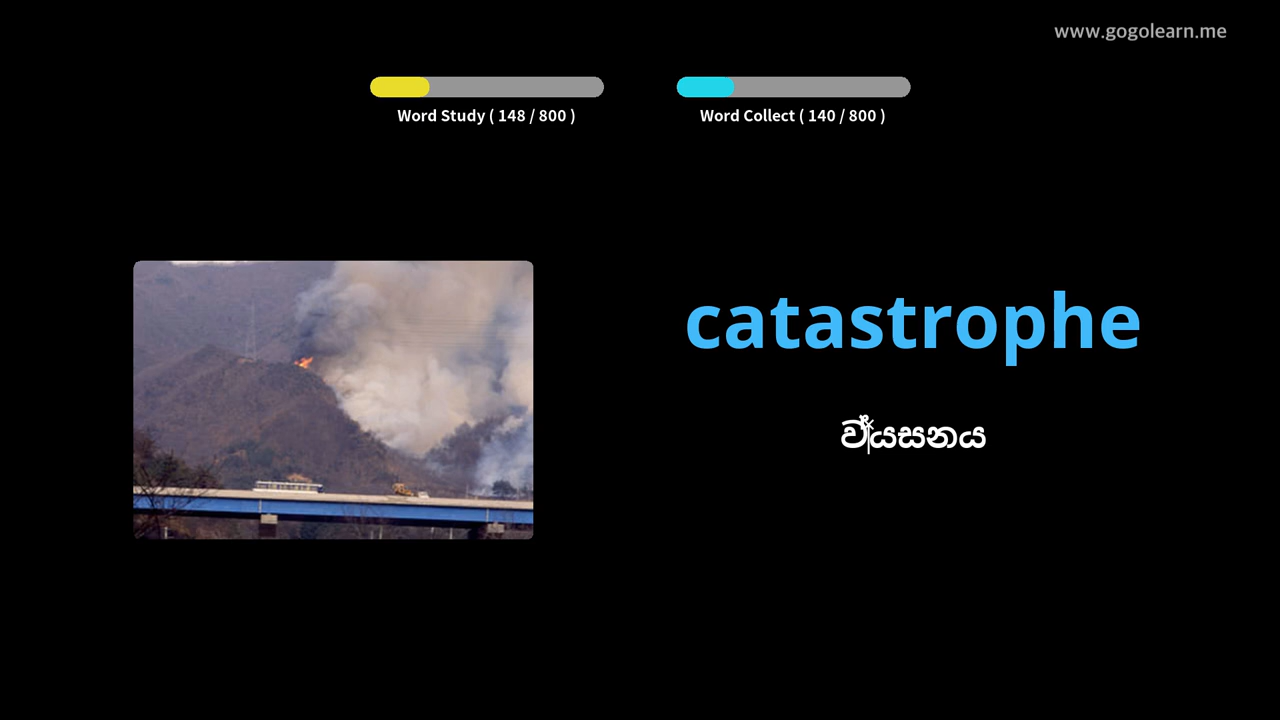 www.gogolearn.me
Word Study ( 148 / 800 )
Word Collect ( 140 / 800 )
catastrophe
ව්‍යසනය